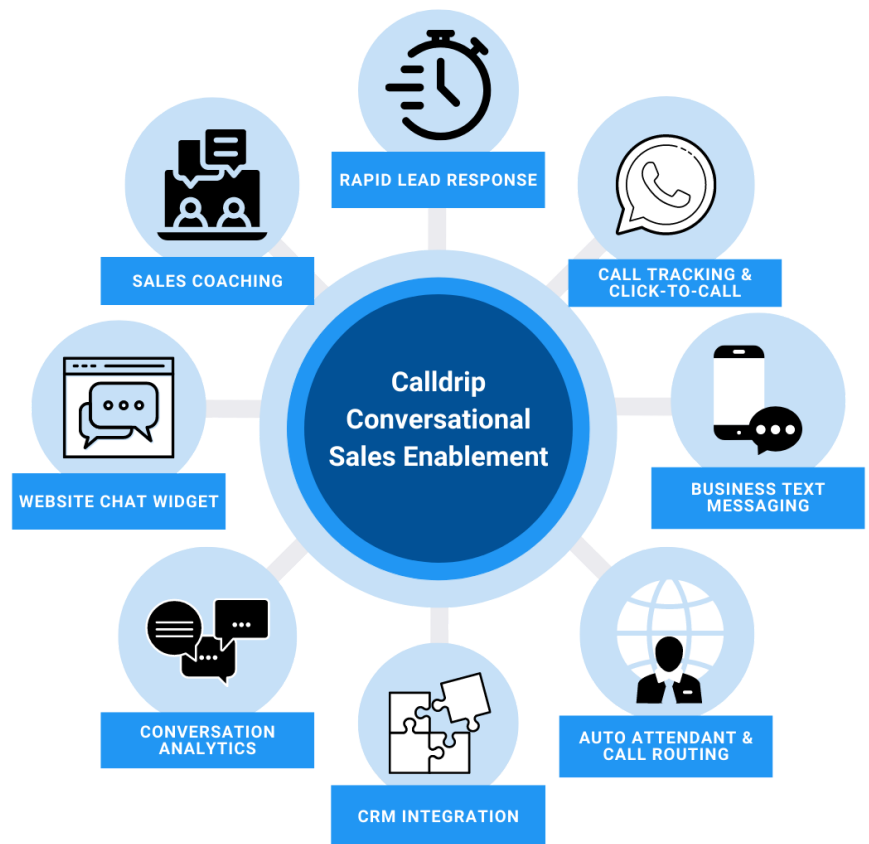 RAPID LEAD RESPONSE
SALES COACHING
CALL TRACKING &
CLICK-TO-CALL
Calldrip
Conversational
Sales Enablement
WEBSITE CHAT WIDGET
BUSINESS TEXT
MESSAGING
CONVERSATION
ANALYTICS
AUTO ATTENDANT &
CALL ROUTING
CRM INTEGRATION